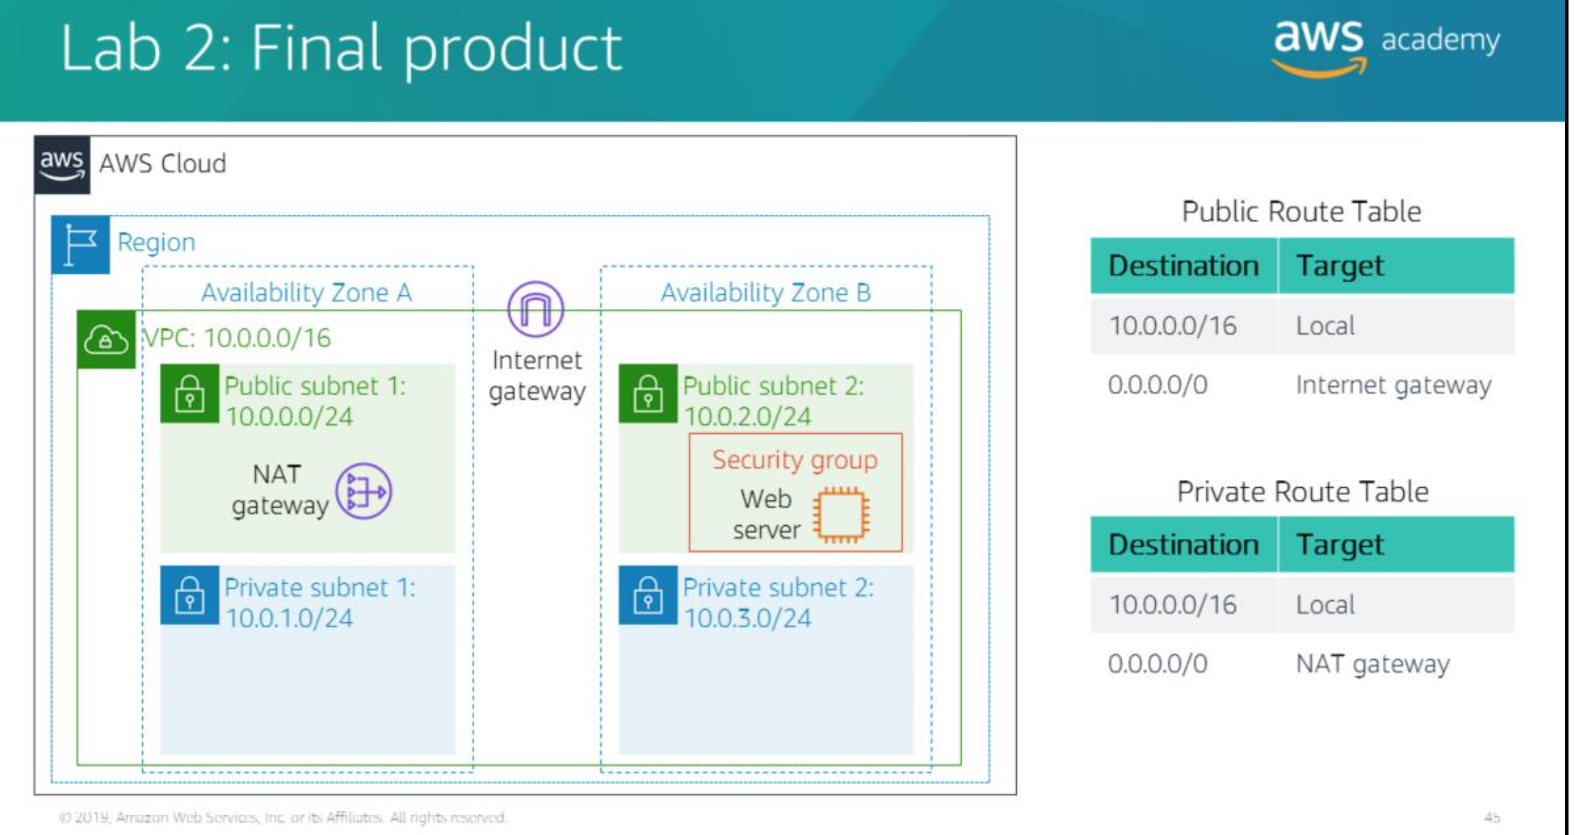 Lab 2: Final product
aws academy
aws AWS Cloud
Region
Availability Zone A
Availability Zone B
VPC: 10.0.0.0/16
Internet
gateway
Public subnet 1:
10.0.0.0/24
NAT
gateway
Public subnet 2:
10.0.2.0/24
Security group
Web
server
Private subnet 1:
10.0.1.0/24
Private subnet 2:
10.0.3.0/24
Public Route Table
Destination Target
10.0.0.0/16 Local
0.0.0.0/0 Internet gateway
Private Route Table
Destination Target
10.0.0.0/16 Local
0.0.0.0/0 NAT gateway
© 2019, Amazon Web Services, Inc. or its Affiliates. All rights reserved.
45